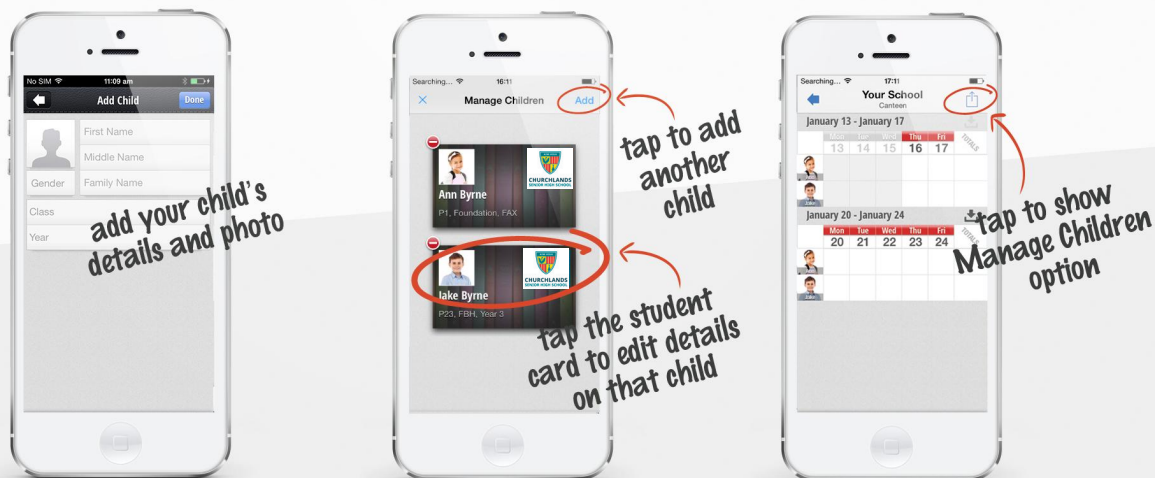 No SIM 11:09 am
Add Child Done
First Name
Middle Name
Gender Family Name
Class
Year
add your child's
details and photo
Searching... 16:11
× Manage Children Add
CHURCHLANDS
SENIOR HIGH SCHOOL
Ann Byrne
P1, Foundation, FAX
CHURCHLANDS
SENIOR HIGH SCHOOL
Jake Byrne
P23, FBH, Year 3
tap to add
another
child
tap the student
card to edit details
on that child
Searching... 17:11
Your School
Canteen
January 13 - January 17
Mon Tue Wed Thu Fri TOTALS
13 14 15 16 17
Jake
January 20 - January 24
Mon Tue Wed Thu Fri TOTALS
20 21 22 23 24
Jake
tap to show
Manage Children
option